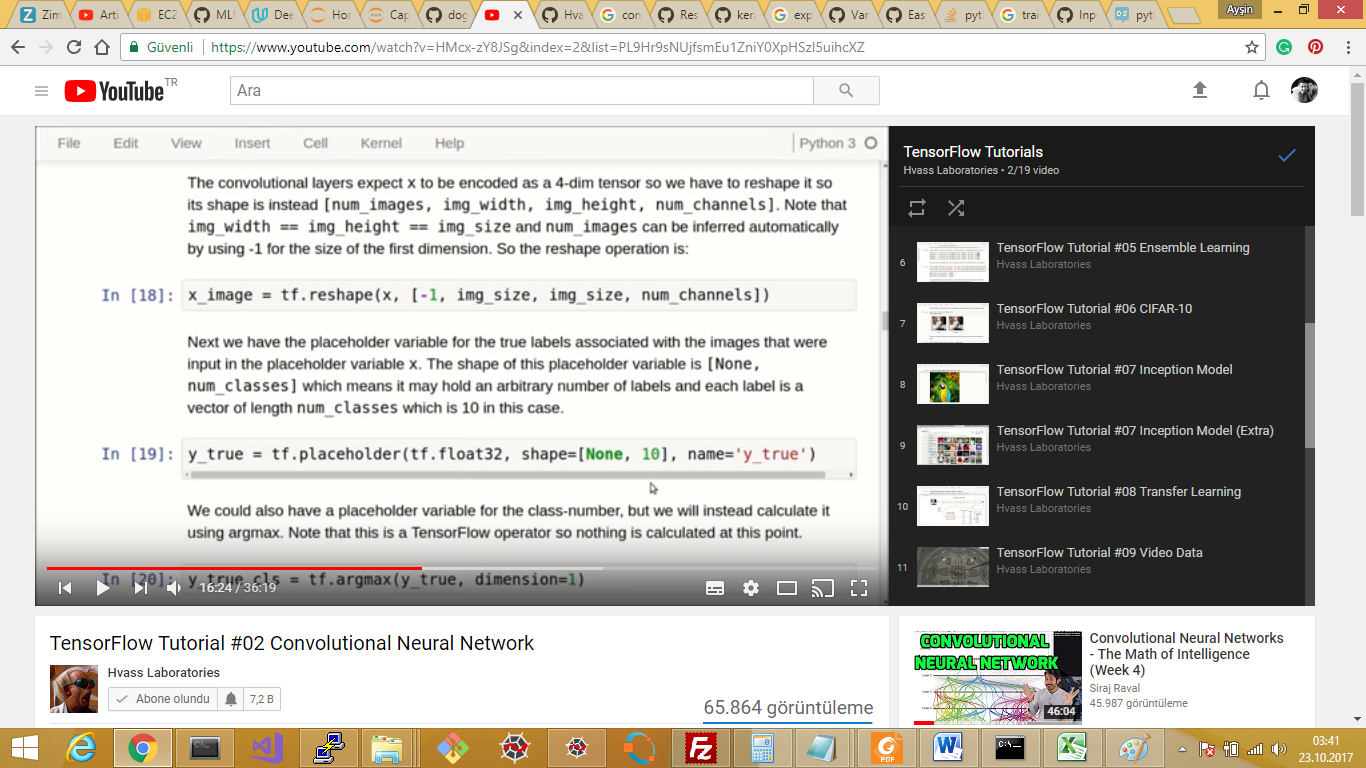 Zim
Arti
EC2
MLI
Dee
Hor
Cap
dog
Hva
con
Res
ker
exp
Var
Eas
pyt
trai
Inp
pyt
Ayşin
Güvenli
https://www.youtube.com/watch?v=HMcx-zY8JSg&index=2&list=PL9Hr9sNUjfsmEu1ZniY0XpHSzl5uihcXZ
YouTube TR
Ara
File Edit View Insert Cell Kernel Help Python 3
The convolutional layers expect x to be encoded as a 4-dim tensor so we have to reshape it so
its shape is instead [num_images, img_width, img_height, num_channels]. Note that
img_width == img_height == img_size and num_images can be inferred automatically
by using -1 for the size of the first dimension. So the reshape operation is:
In [18]: x_image = tf.reshape(x, [-1, img_size, img_size, num_channels])
Next we have the placeholder variable for the true labels associated with the images that were
input in the placeholder variable x. The shape of this placeholder variable is [None,
num_classes] which means it may hold an arbitrary number of labels and each label is a
vector of length num_classes which is 10 in this case.
In [19]: y_true = tf.placeholder(tf.float32, shape=[None, 10], name='y_true')
We could also have a placeholder variable for the class-number, but we will instead calculate it
using argmax. Note that this is a TensorFlow operator so nothing is calculated at this point.
In [20]: y_true_cls = tf.argmax(y_true, dimension=1)
16:24 / 36:19
TensorFlow Tutorials
Hvass Laboratories • 2/19 video
6
TensorFlow Tutorial #05 Ensemble Learning
Hvass Laboratories
7
TensorFlow Tutorial #06 CIFAR-10
Hvass Laboratories
8
TensorFlow Tutorial #07 Inception Model
Hvass Laboratories
9
TensorFlow Tutorial #07 Inception Model (Extra)
Hvass Laboratories
10
TensorFlow Tutorial #08 Transfer Learning
Hvass Laboratories
11
TensorFlow Tutorial #09 Video Data
Hvass Laboratories
TensorFlow Tutorial #02 Convolutional Neural Network
Hvass Laboratories
Abone olundu
7,2 B
65.864 görüntüleme
CONVOLUTIONAL
NEURAL NETWORK
46:04
Convolutional Neural Networks
- The Math of Intelligence
(Week 4)
Siraj Raval
45.987 görüntüleme
03:41
23.10.2017